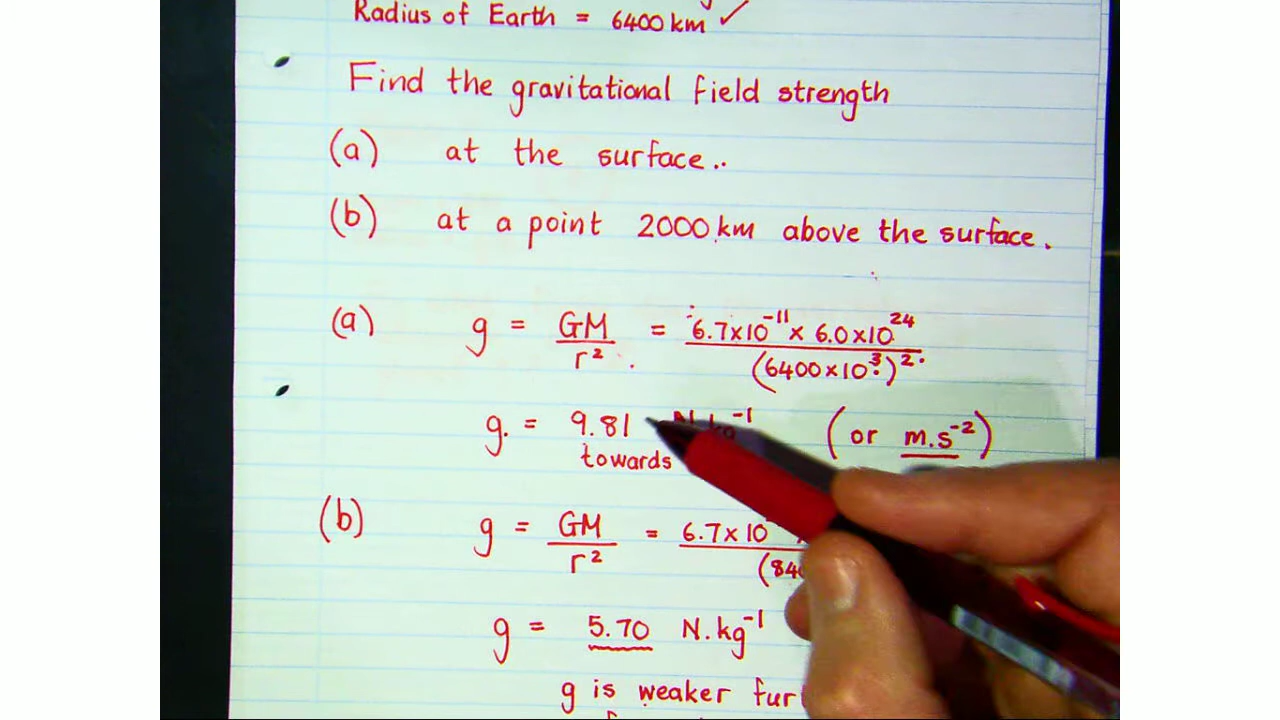 Radius of Earth = 6400 km ✓
Find the gravitational field strength
(a) at the surface..
(b) at a point 2000 km above the surface.
(a) g = GM/r² = 6.7×10⁻¹¹ × 6.0×10²⁴/(6400×10³)²
g = 9.81 N.kg⁻¹ (or m.s⁻²)
towards
(b) g = GM/r² = 6.7×10
g = 5.70 N.kg⁻¹
g is weaker